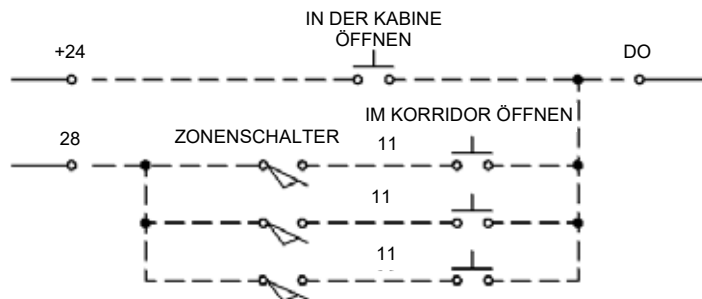 IN DER KABINE
ÖFFNEN
+24
DO
IM KORRIDOR ÖFFNEN
28
ZONENSCHALTER
11
11
11